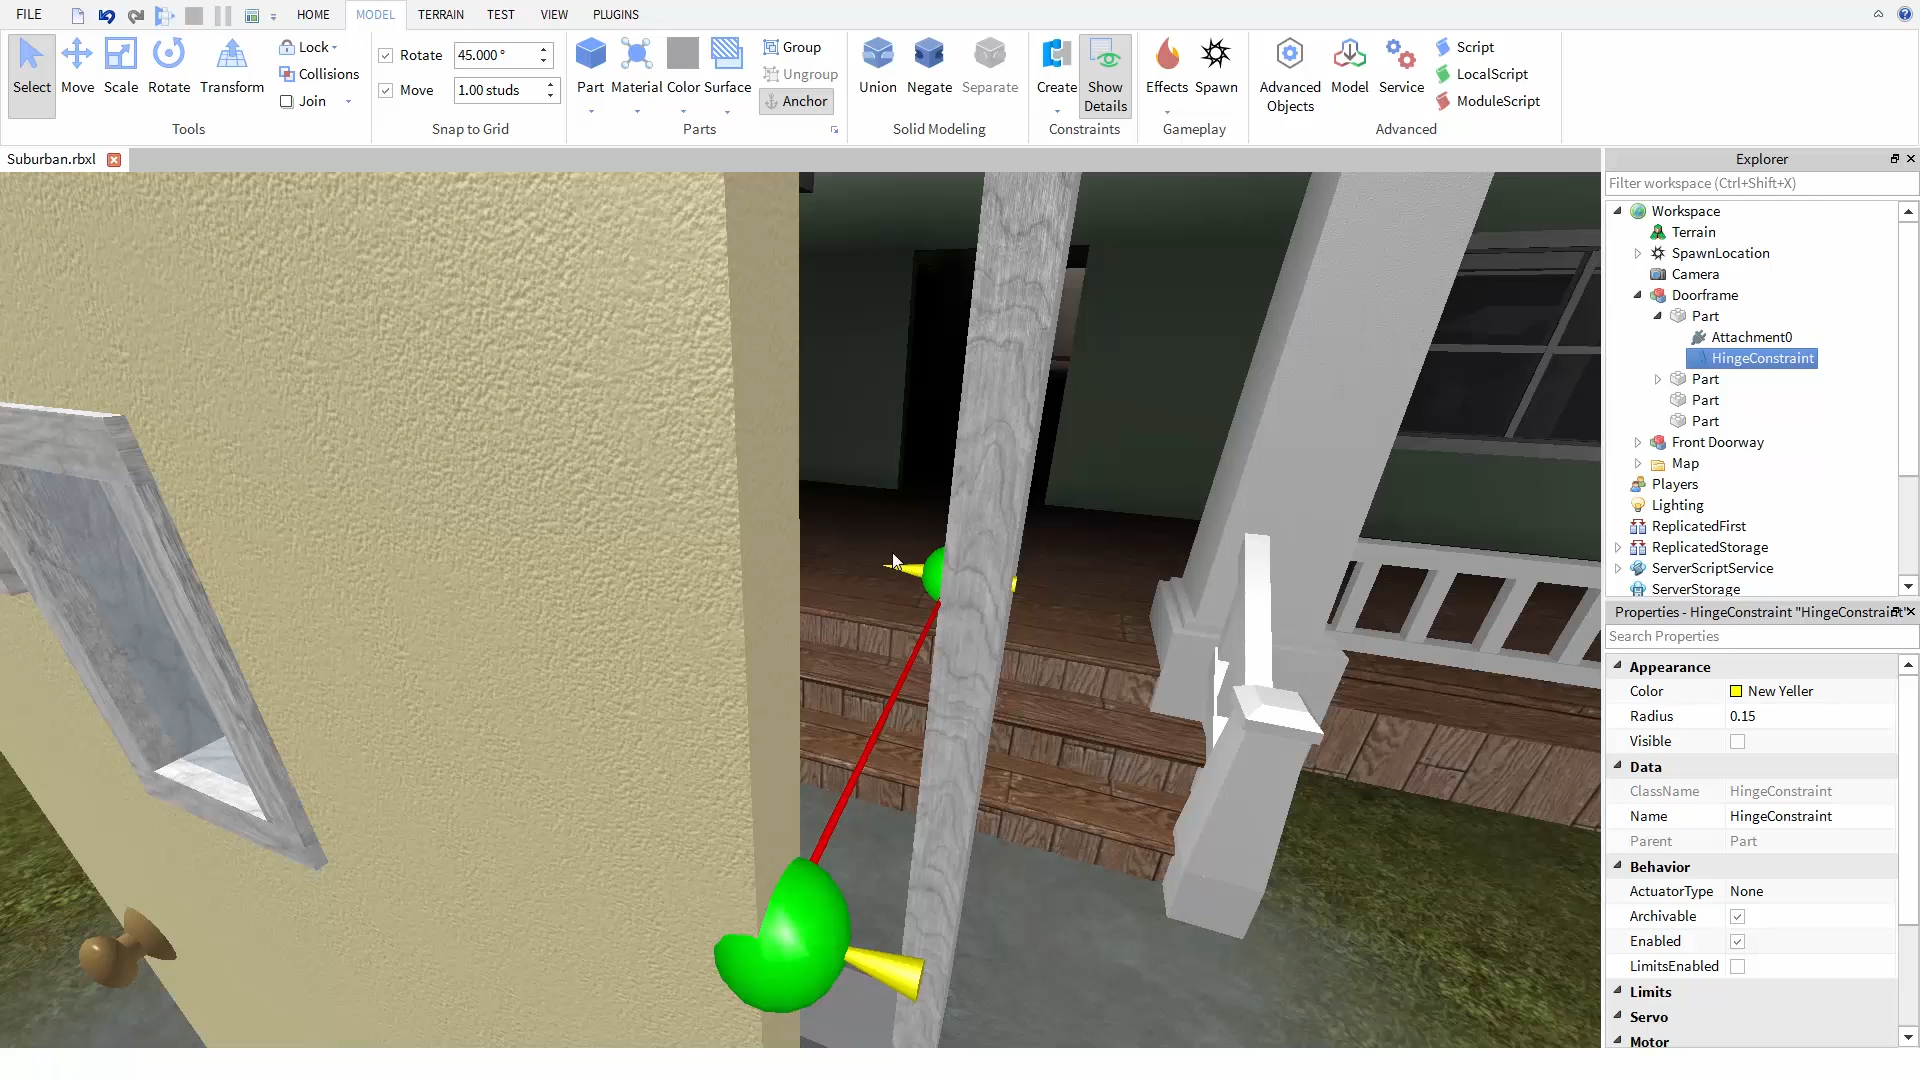 FILE HOME MODEL TERRAIN TEST VIEW PLUGINS
Select Move Scale Rotate Transform
Lock
Collisions
Join
Tools
Rotate 45.000 °
Move 1.00 studs
Snap to Grid
Part Material Color Surface
Group
Ungroup
Anchor
Parts
Union Negate Separate
Solid Modeling
Create Show Details
Constraints
Effects Spawn
Gameplay
Advanced Objects Model Service
Script
LocalScript
ModuleScript
Advanced
Suburban.rbxl
Explorer
Filter workspace (Ctrl+Shift+X)
Workspace
Terrain
SpawnLocation
Camera
Doorframe
Part
Attachment0
HingeConstraint
Part
Part
Part
Front Doorway
Map
Players
Lighting
ReplicatedFirst
ReplicatedStorage
ServerScriptService
ServerStorage
Properties - HingeConstraint "HingeConstraint"
Search Properties
Appearance
Color New Yeller
Radius 0.15
Visible
Data
ClassName HingeConstraint
Name HingeConstraint
Parent Part
Behavior
ActuatorType None
Archivable
Enabled
LimitsEnabled
Limits
Servo
Motor